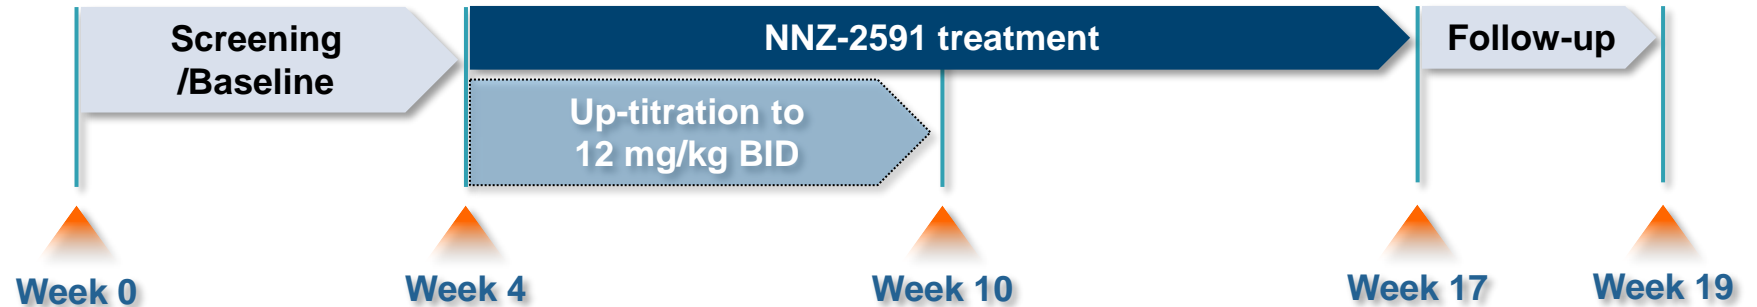 Screening
/Baseline
NNZ-2591 treatment
Follow-up
Up-titration to
12 mg/kg BID
Week 0
Week 4
Week 10
Week 17
Week 19